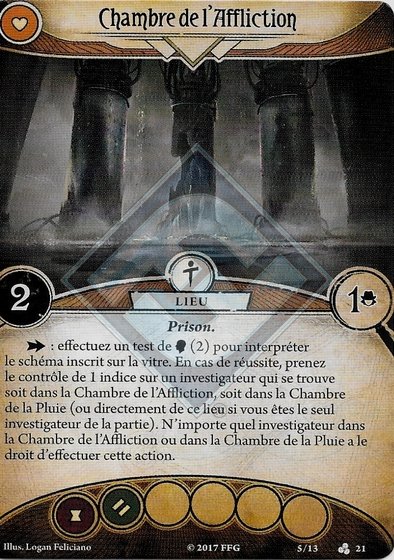 Chambre de l'Affliction
2
LIEU
1
Prison.
: effectuez un test de (2) pour interpréter
le schéma inscrit sur la vitre. En cas de réussite, prenez
le contrôle de 1 indice sur un investigateur qui se trouve
soit dans la Chambre de l'Affliction, soit dans la Chambre
de la Pluie (ou directement de ce lieu si vous êtes le seul
investigateur de la partie). N'importe quel investigateur dans
la Chambre de l'Affliction ou dans la Chambre de la Pluie a le
droit d'effectuer cette action.
Illus. Logan Feliciano © 2017 FFG 5/13 21